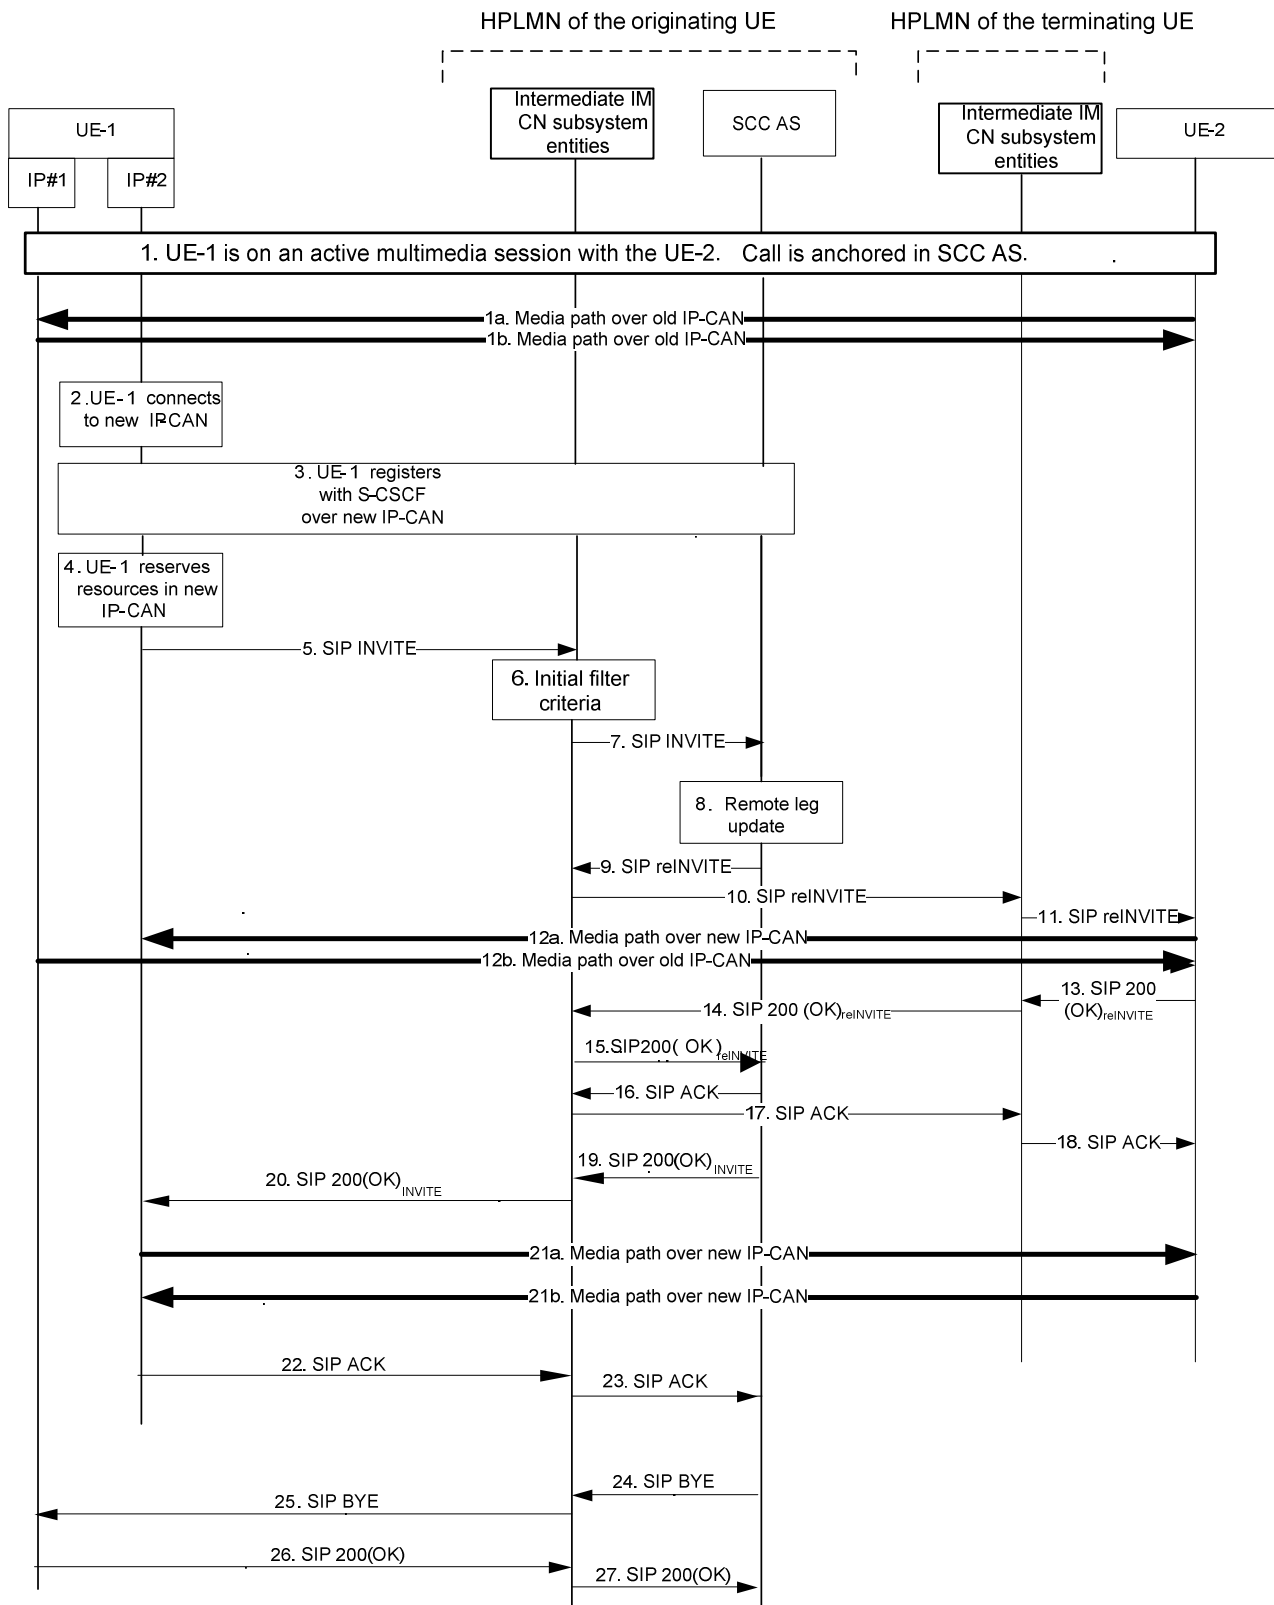 HPLMN of the originating UE
HPLMN of the terminating UE
Intermediate IM
CN subsystem
entities
SCC AS
Intermediate IM
CN subsystem
entities
UE-2
UE-1
IP#1
IP#2
1. UE-1 is on an active multimedia session with the UE-2. Call is anchored in SCC AS.
1a. Media path over old IP-CAN
1b. Media path over old IP-CAN
2.UE-1 connects
to new IP-CAN
3. UE-1 registers
with S-CSCF
over new IP-CAN
4. UE-1 reserves
resources in new
IP-CAN
5. SIP INVITE
6. Initial filter
criteria
7. SIP INVITE
8. Remote leg
update
9. SIP reINVITE
10. SIP reINVITE
11. SIP reINVITE
12a. Media path over new IP-CAN
12b. Media path over old IP-CAN
13. SIP 200
(OK)reINVITE
14. SIP 200 (OK)reINVITE
15.SIP200( OK )reINVITE
16. SIP ACK
17. SIP ACK
18. SIP ACK
19. SIP 200(OK)INVITE
20. SIP 200(OK)INVITE
21a. Media path over new IP-CAN
21b. Media path over new IP-CAN
22. SIP ACK
23. SIP ACK
24. SIP BYE
25. SIP BYE
26. SIP 200(OK)
27. SIP 200(OK)